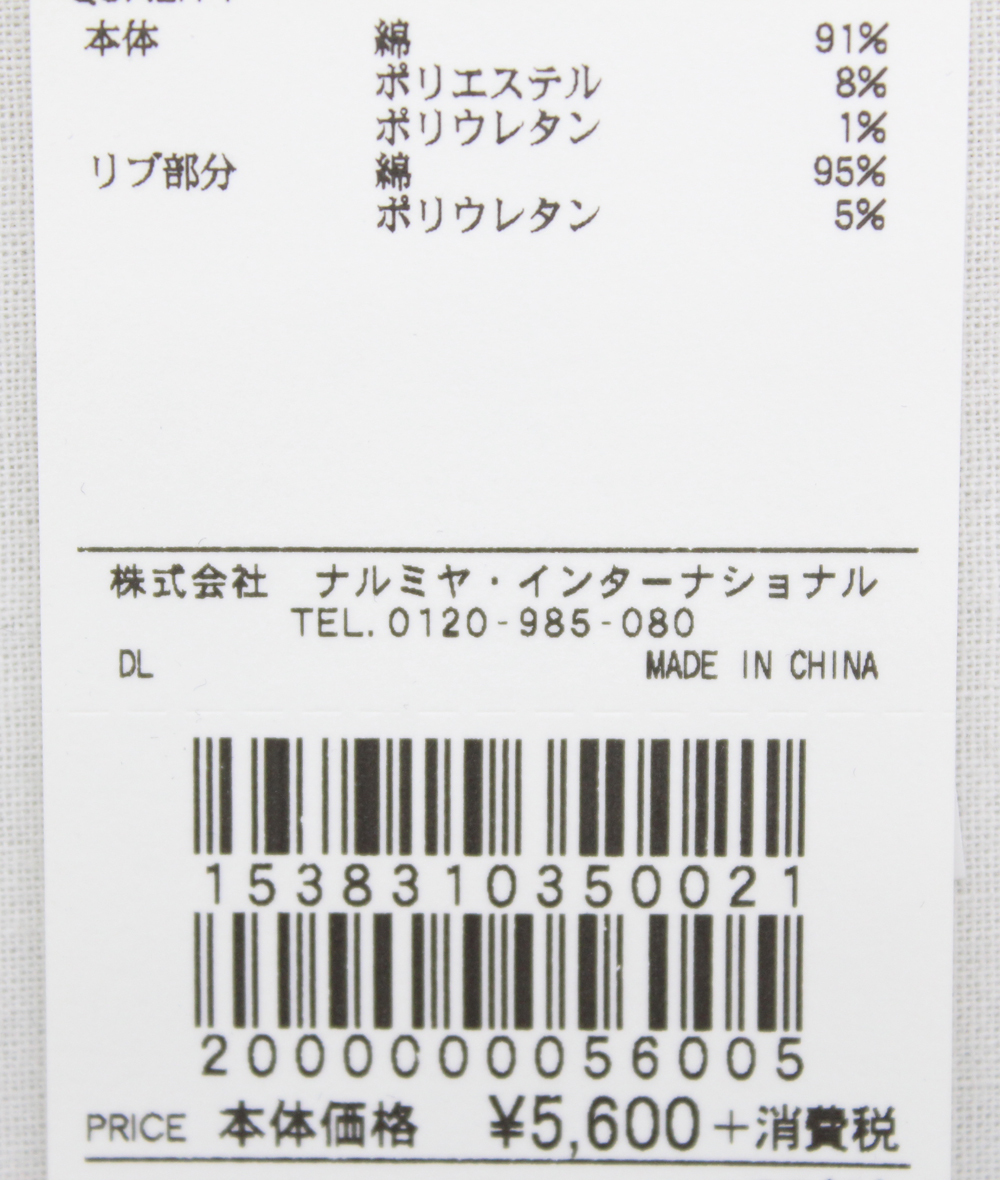 QUALITY
本体 綿 91%
ポリエステル 8%
ポリウレタン 1%
リブ部分 綿 95%
ポリウレタン 5%
株式会社 ナルミヤ・インターナショナル
TEL.0120-985-080
DL MADE IN CHINA
1538310350021
2000000056005
PRICE 本体価格 ¥5,600+消費税